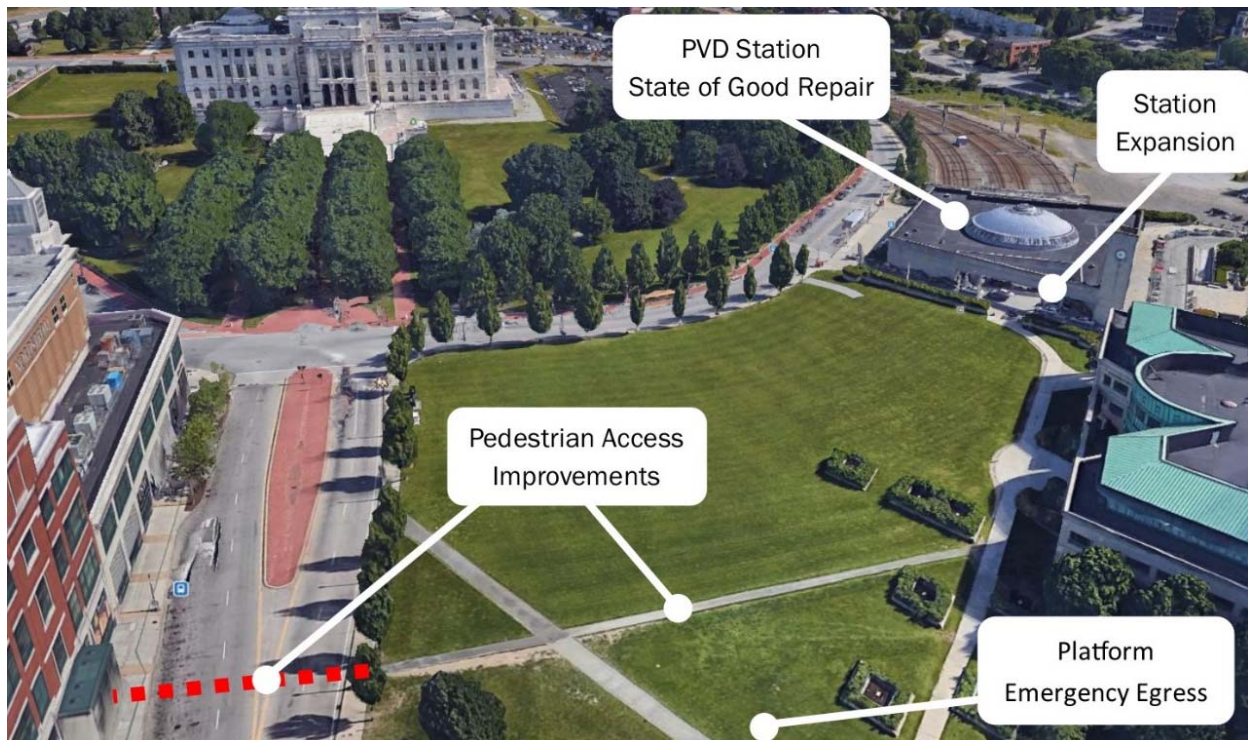 PVD Station
State of Good Repair
Station
Expansion
Pedestrian Access
Improvements
Platform
Emergency Egress